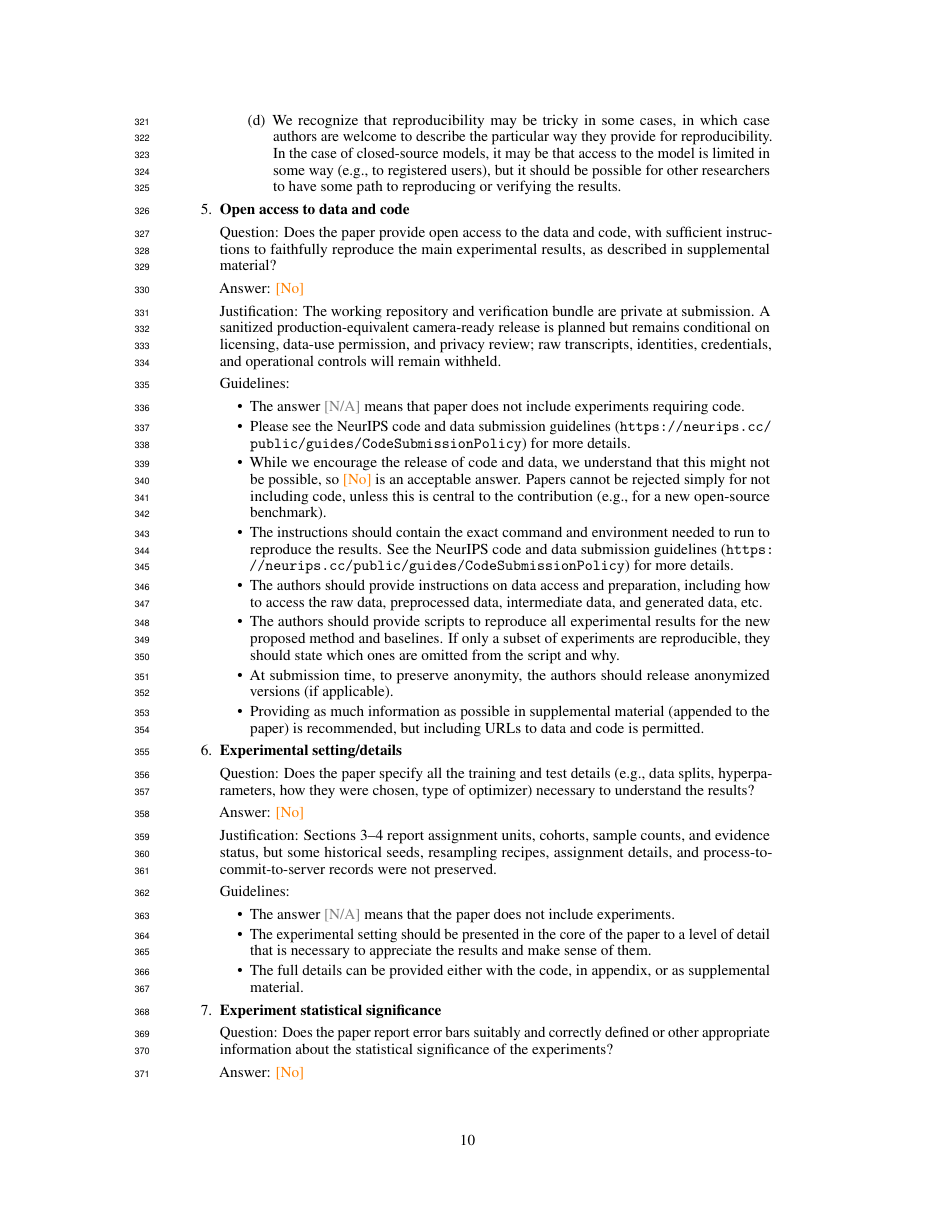 321 (d) We recognize that reproducibility may be tricky in some cases, in which case
322 authors are welcome to describe the particular way they provide for reproducibility.
323 In the case of closed-source models, it may be that access to the model is limited in
324 some way (e.g., to registered users), but it should be possible for other researchers
325 to have some path to reproducing or verifying the results.
326 5. Open access to data and code
327 Question: Does the paper provide open access to the data and code, with sufficient instruc-
328 tions to faithfully reproduce the main experimental results, as described in supplemental
329 material?
330 Answer: [No]
331 Justification: The working repository and verification bundle are private at submission. A
332 sanitized production-equivalent camera-ready release is planned but remains conditional on
333 licensing, data-use permission, and privacy review; raw transcripts, identities, credentials,
334 and operational controls will remain withheld.
335 Guidelines:
336 • The answer [N/A] means that paper does not include experiments requiring code.
337 • Please see the NeurIPS code and data submission guidelines (https://neurips.cc/
338 public/guides/CodeSubmissionPolicy) for more details.
339 • While we encourage the release of code and data, we understand that this might not
340 be possible, so [No] is an acceptable answer. Papers cannot be rejected simply for not
341 including code, unless this is central to the contribution (e.g., for a new open-source
342 benchmark).
343 • The instructions should contain the exact command and environment needed to run to
344 reproduce the results. See the NeurIPS code and data submission guidelines (https:
345 //neurips.cc/public/guides/CodeSubmissionPolicy) for more details.
346 • The authors should provide instructions on data access and preparation, including how
347 to access the raw data, preprocessed data, intermediate data, and generated data, etc.
348 • The authors should provide scripts to reproduce all experimental results for the new
349 proposed method and baselines. If only a subset of experiments are reproducible, they
350 should state which ones are omitted from the script and why.
351 • At submission time, to preserve anonymity, the authors should release anonymized
352 versions (if applicable).
353 • Providing as much information as possible in supplemental material (appended to the
354 paper) is recommended, but including URLs to data and code is permitted.
355 6. Experimental setting/details
356 Question: Does the paper specify all the training and test details (e.g., data splits, hyperpa-
357 rameters, how they were chosen, type of optimizer) necessary to understand the results?
358 Answer: [No]
359 Justification: Sections 3–4 report assignment units, cohorts, sample counts, and evidence
360 status, but some historical seeds, resampling recipes, assignment details, and process-to-
361 commit-to-server records were not preserved.
362 Guidelines:
363 • The answer [N/A] means that the paper does not include experiments.
364 • The experimental setting should be presented in the core of the paper to a level of detail
365 that is necessary to appreciate the results and make sense of them.
366 • The full details can be provided either with the code, in appendix, or as supplemental
367 material.
368 7. Experiment statistical significance
369 Question: Does the paper report error bars suitably and correctly defined or other appropriate
370 information about the statistical significance of the experiments?
371 Answer: [No]
10